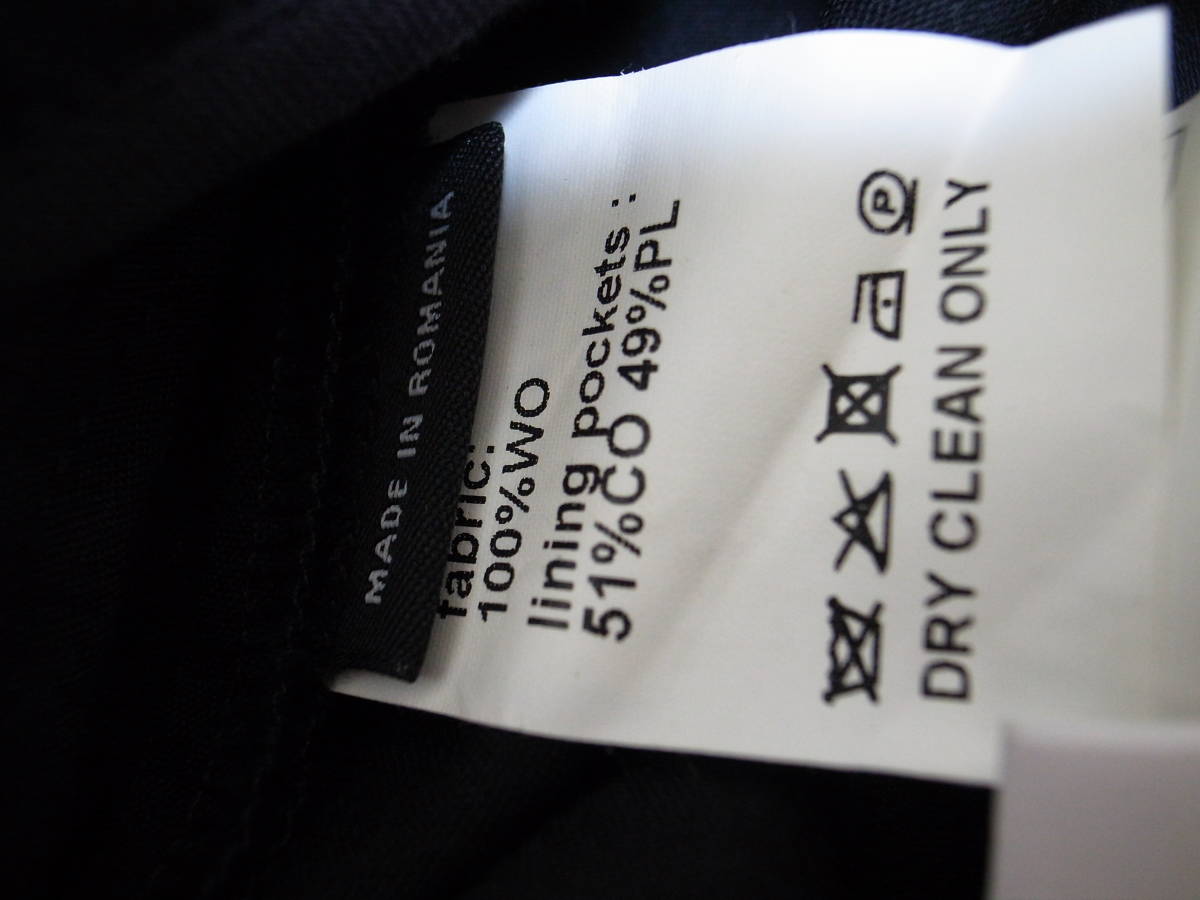 MADE IN ROMANIA
fabric:
100%WO
lining pockets:
51%CO 49%PL
P
DRY CLEAN ONLY